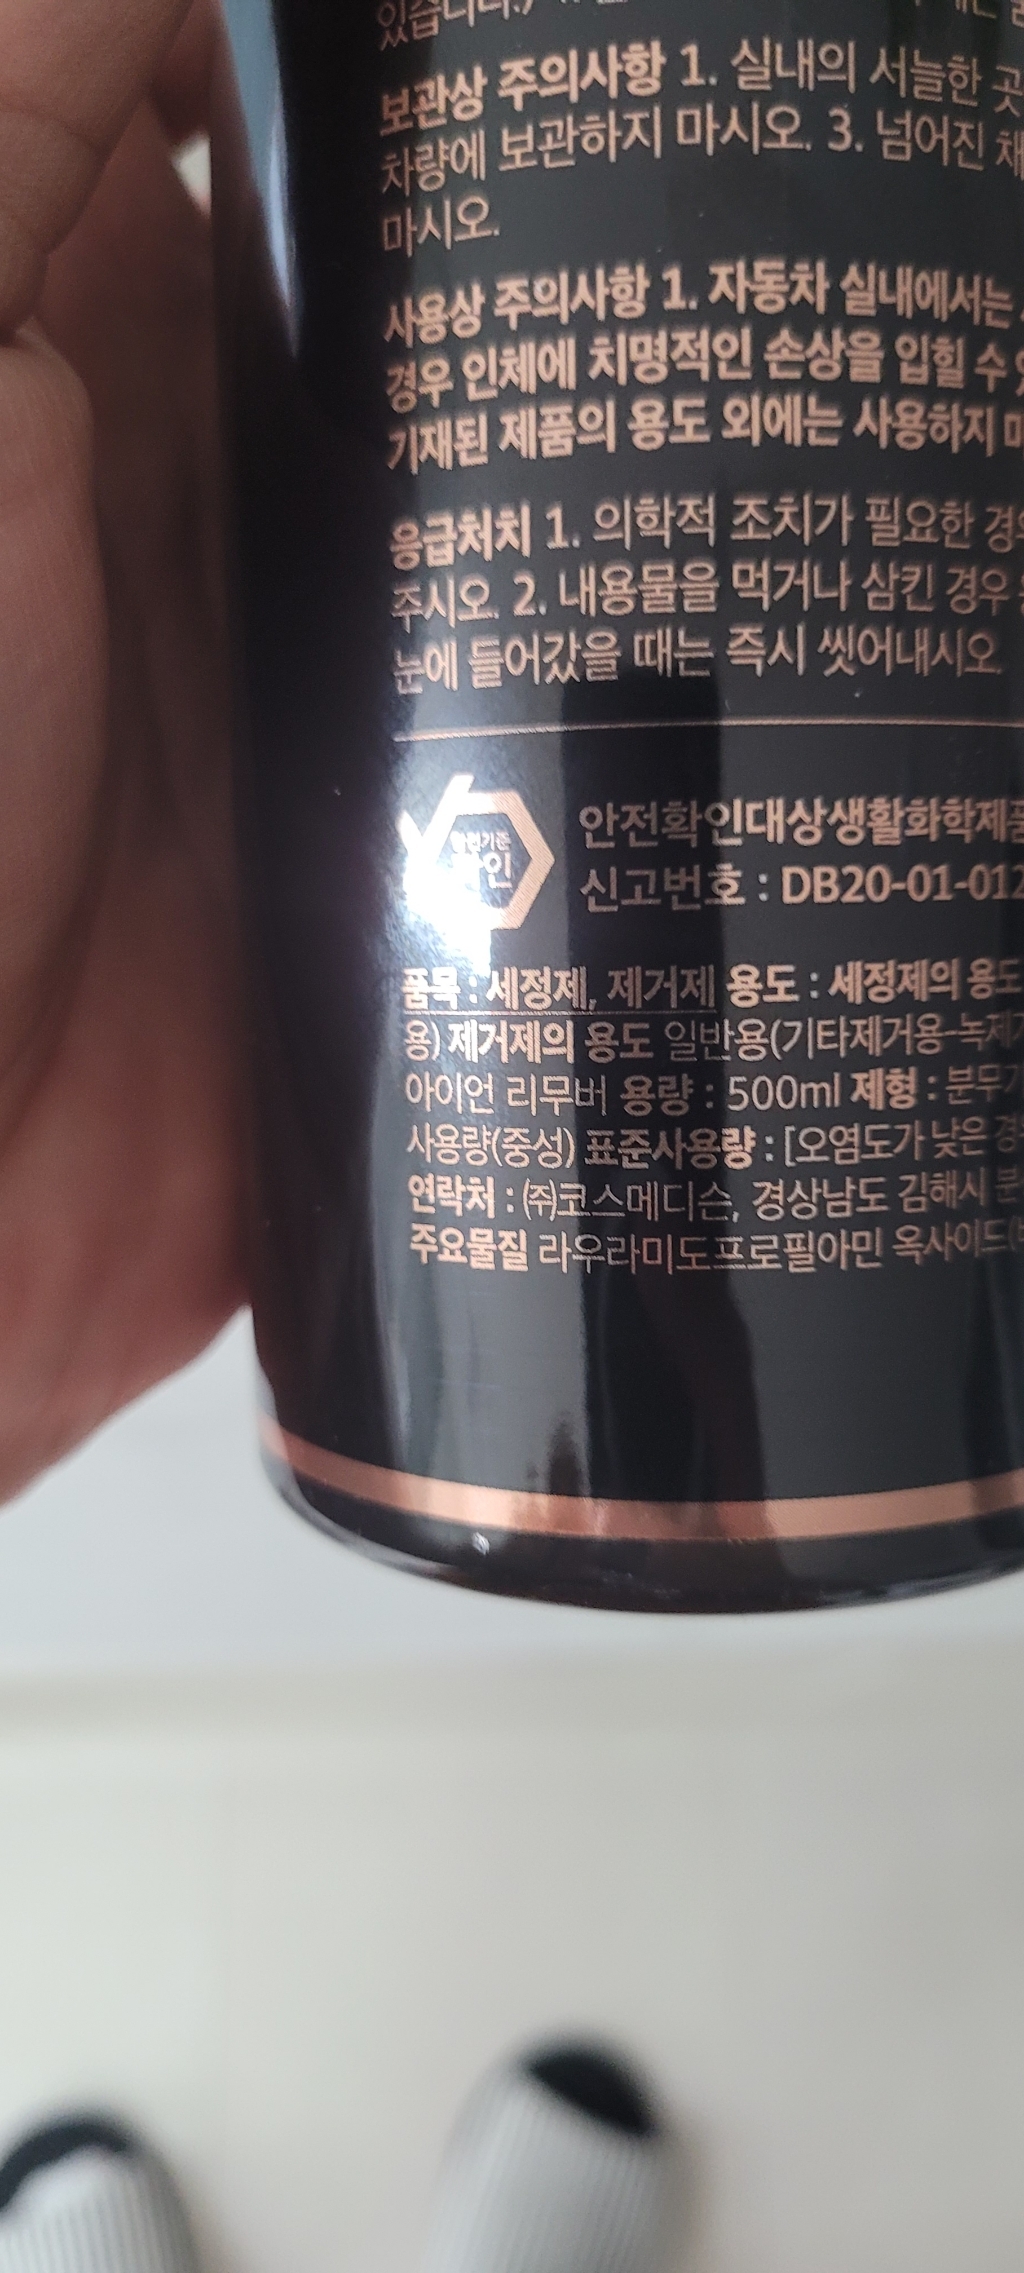 있습니다.)
보관상 주의사항 1. 실내의 서늘한 곳
차량에 보관하지 마시오. 3. 넘어진 채
마시오.
사용상 주의사항 1. 자동차 실내에서는
경우 인체에 치명적인 손상을 입힐 수
기재된 제품의 용도 외에는 사용하지
응급처치 1. 의학적 조치가 필요한
주시오. 2. 내용물을 먹거나 삼킨 경우
눈에 들어갔을 때는 즉시 씻어내시오.
안전기준
확인
안전확인대상생활화학제품
신고번호 : DB20-01-012
품목 : 세정제, 제거제 용도 : 세정제의 용도
용) 제거제의 용도 일반용(기타제거용-녹제거
아이언 리무버 용량 : 500ml 제형 : 분무기
사용량(중성) 표준사용량 : [오염도가 낮은
연락처 : ㈜코스메디슨, 경상남도 김해시
주요물질 라우라미도프로필아민 옥사이드